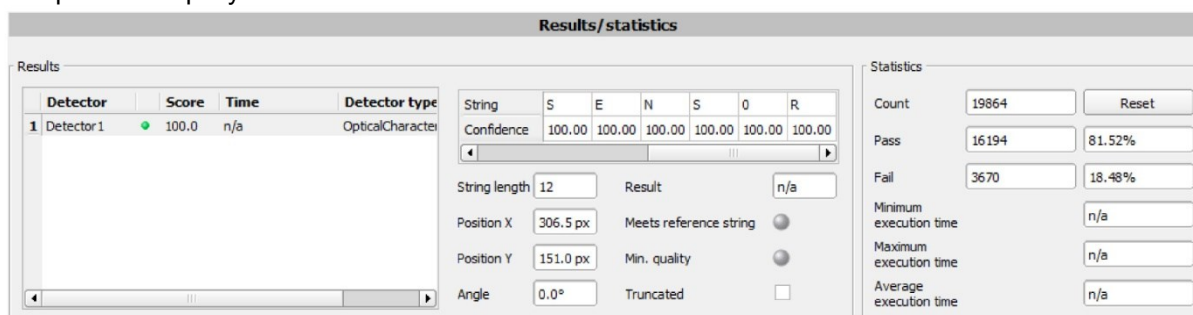 Results/statistics
Results
Detector Score Time Detector type
1 Detector1 100.0 n/a OpticalCharacter
String S E N S 0 R
Confidence 100.00 100.00 100.00 100.00 100.00 100.00
String length 12 Result n/a
Position X 306.5 px Meets reference string
Position Y 151.0 px Min. quality
Angle 0.0° Truncated
Statistics
Count 19864 Reset
Pass 16194 81.52%
Fail 3670 18.48%
Minimum
execution time n/a
Maximum
execution time n/a
Average
execution time n/a